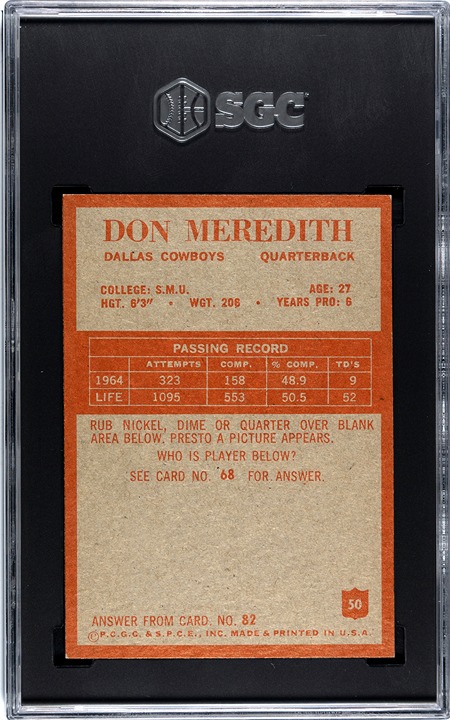 SGC
DON MEREDITH
DALLAS COWBOYS QUARTERBACK
COLLEGE: S.M.U. AGE: 27
HGT. 6'3" • WGT. 206 • YEARS PRO: 6
PASSING RECORD
ATTEMPTS COMP. % COMP. TD'S
1964 323 158 48.9 9
LIFE 1095 553 50.5 52
RUB NICKEL, DIME OR QUARTER OVER BLANK
AREA BELOW. PRESTO A PICTURE APPEARS.
WHO IS PLAYER BELOW?
SEE CARD NO. 68 FOR ANSWER.
50
ANSWER FROM CARD. NO. 82
©P.C.G.C. & S.P.C.E., INC. MADE & PRINTED IN U.S.A.